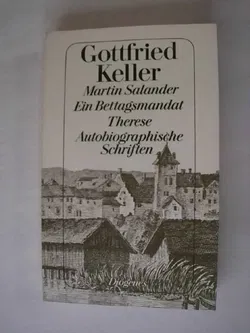 Gottfried
Keller
Martin Salander
Ein Bettagsmandat
Therese
Autobiographische
Schriften
Diogenes